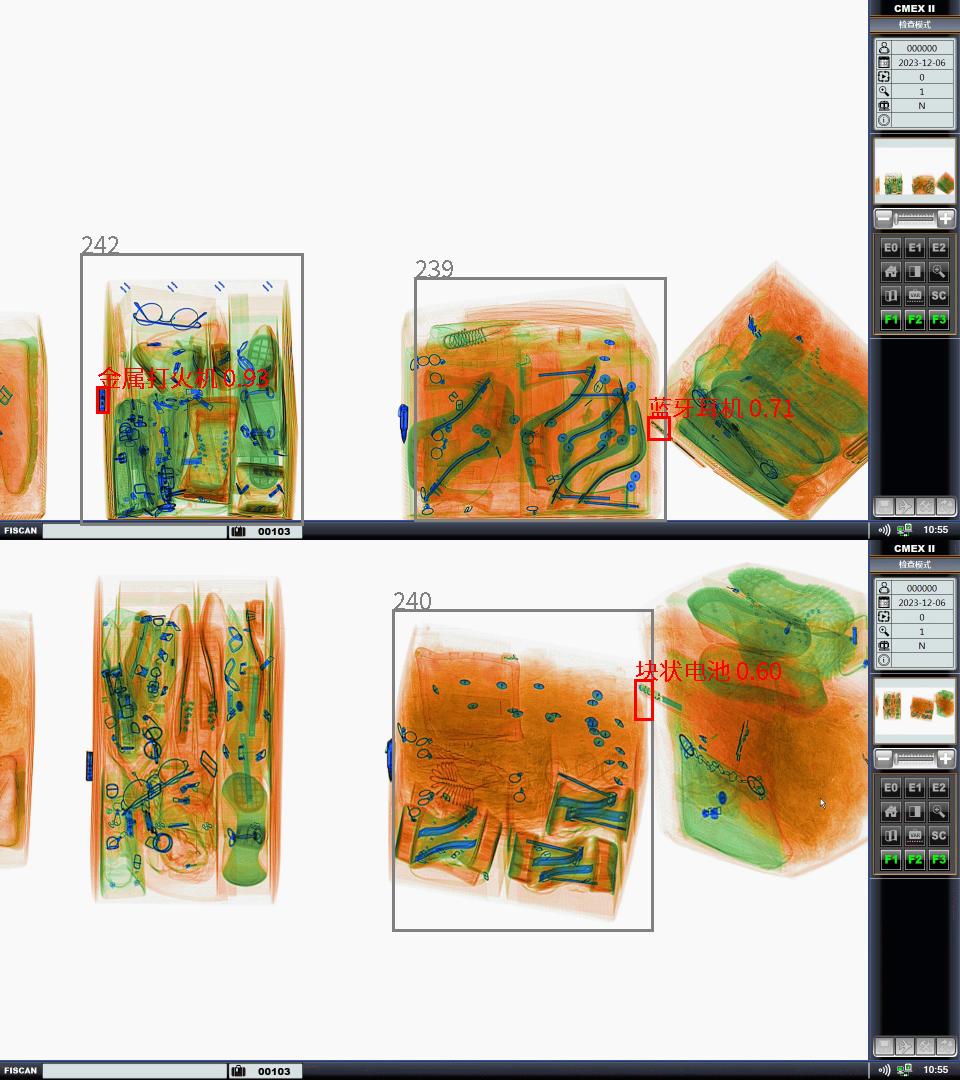 CMEX II
检查模式
000000
2023-12-06
0
1
N
242
239
金属打火机 0.93
蓝牙耳机 0.71
E0 E1 E2
VAR SC
F1 F2 F3
FISCAN
00103
10:55
CMEX II
检查模式
000000
2023-12-06
0
1
N
240
块状电池 0.60
E0 E1 E2
VAR SC
F1 F2 F3
FISCAN
00103
10:55